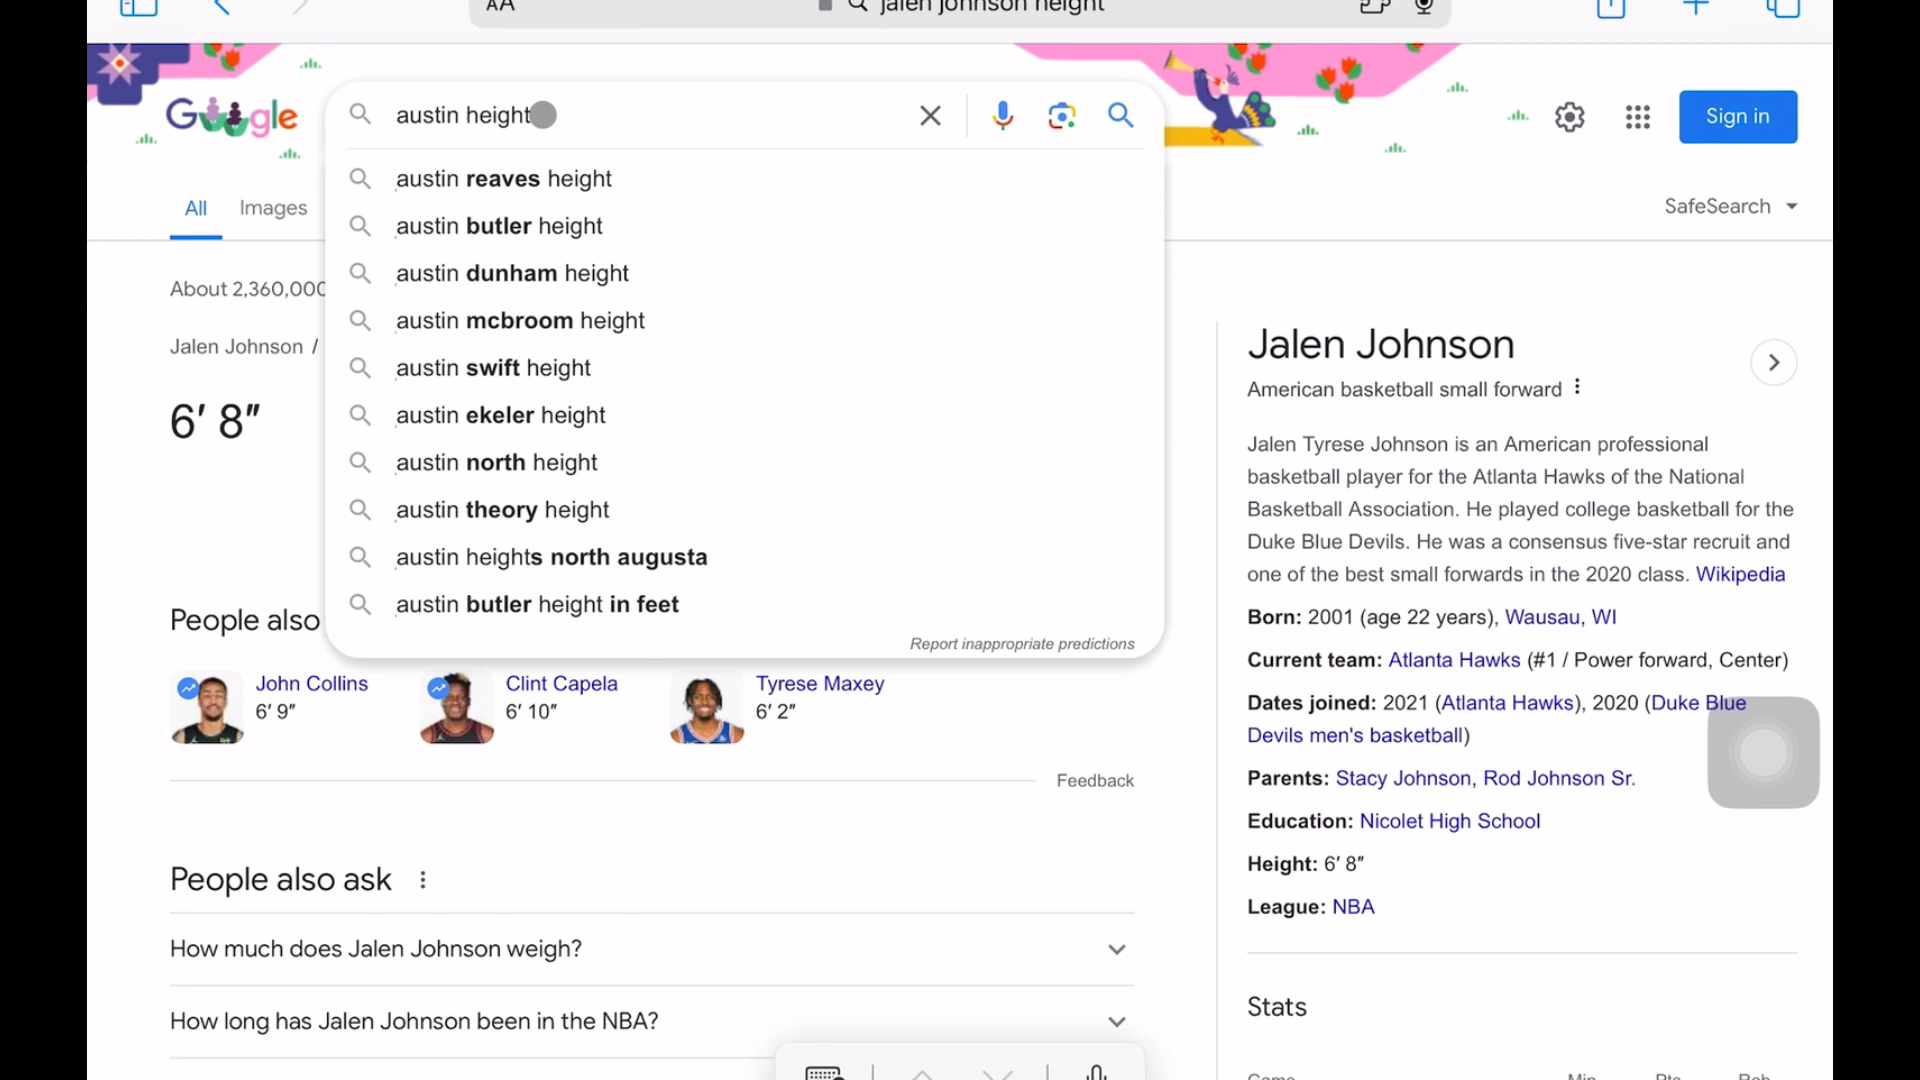 AA
jalen johnson height
Google
austin height
Sign in
austin reaves height
austin butler height
austin dunham height
austin mcbroom height
austin swift height
austin ekeler height
austin north height
austin theory height
austin heights north augusta
austin butler height in feet
Report inappropriate predictions
All
Images
SafeSearch
About 2,360,000
Jalen Johnson /
6′ 8″
People also
John Collins
6′ 9″
Clint Capela
6′ 10″
Tyrese Maxey
6′ 2″
Feedback
People also ask
How much does Jalen Johnson weigh?
How long has Jalen Johnson been in the NBA?
Jalen Johnson
American basketball small forward
Jalen Tyrese Johnson is an American professional
basketball player for the Atlanta Hawks of the National
Basketball Association. He played college basketball for the
Duke Blue Devils. He was a consensus five-star recruit and
one of the best small forwards in the 2020 class. Wikipedia
Born: 2001 (age 22 years), Wausau, WI
Current team: Atlanta Hawks (#1 / Power forward, Center)
Dates joined: 2021 (Atlanta Hawks), 2020 (Duke Blue
Devils men's basketball)
Parents: Stacy Johnson, Rod Johnson Sr.
Education: Nicolet High School
Height: 6′ 8″
League: NBA
Stats
Game Min Pts Reb